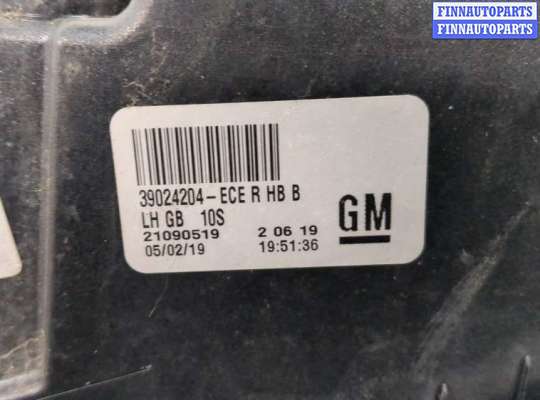 FINNAUTOPARTS
FINNAUTOPARTS
39024204-ECE R HB B
LH GB 10S
21090519 2 06 19
05/02/19 19:51:36
GM